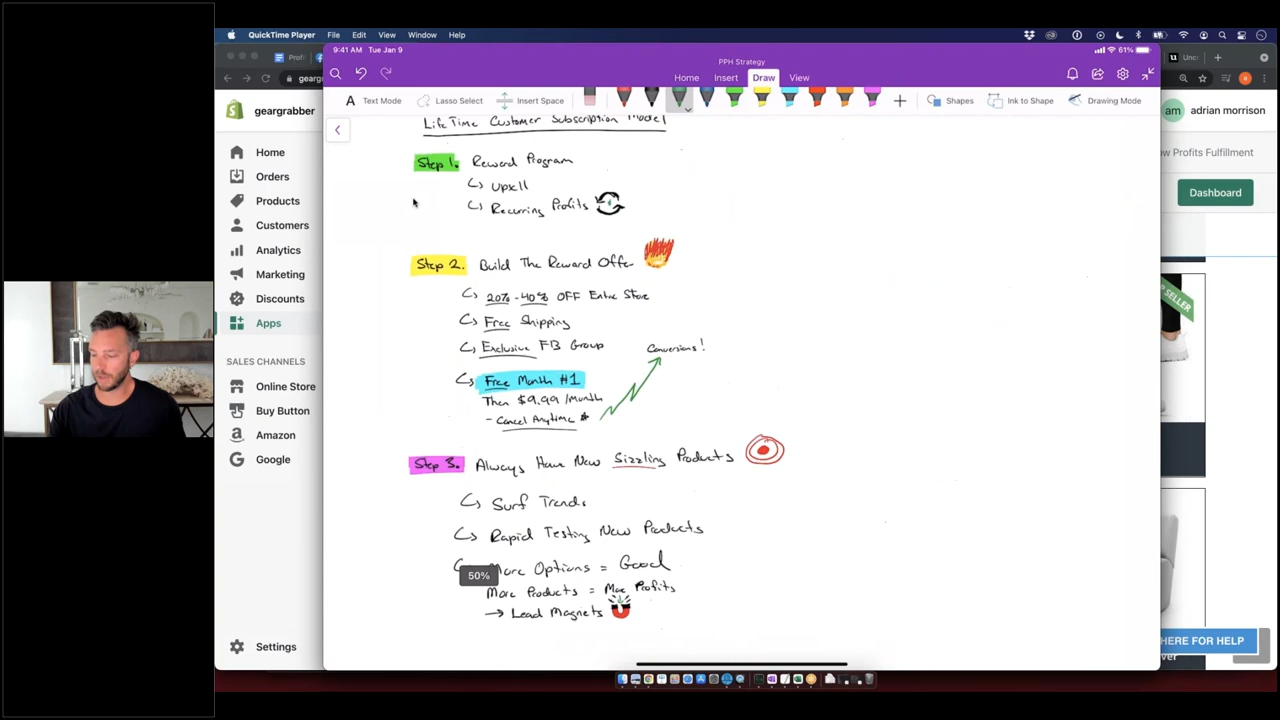 QuickTime Player File Edit View Window Help
9:41 AM Tue Jan 9
61%
PPH Strategy
Home Insert Draw View
Text Mode Lasso Select Insert Space Shapes Ink to Shape Drawing Mode
geargrabber
Home
Orders
Products
Customers
Analytics
Marketing
Discounts
Apps
SALES CHANNELS
Online Store
Buy Button
Amazon
Google
Settings
LifeTime Customer Subscription Model
Step 1. Reward Program
Upsell
Recurring Profits
Step 2. Build The Reward Offer
20% - 40% OFF Entire Store
Free Shipping
Exclusive FB Group
Conversions!
Free Month #1
Then $9.99/month
- Cancel Anytime *
Step 3. Always Have New Sizzling Products
Surf Trends
Rapid Testing New Products
More Options = Good
50%
More Products = More Profits
→ Lead Magnets
am adrian morrison
Profits Fulfillment
Dashboard
SELLER
HERE FOR HELP